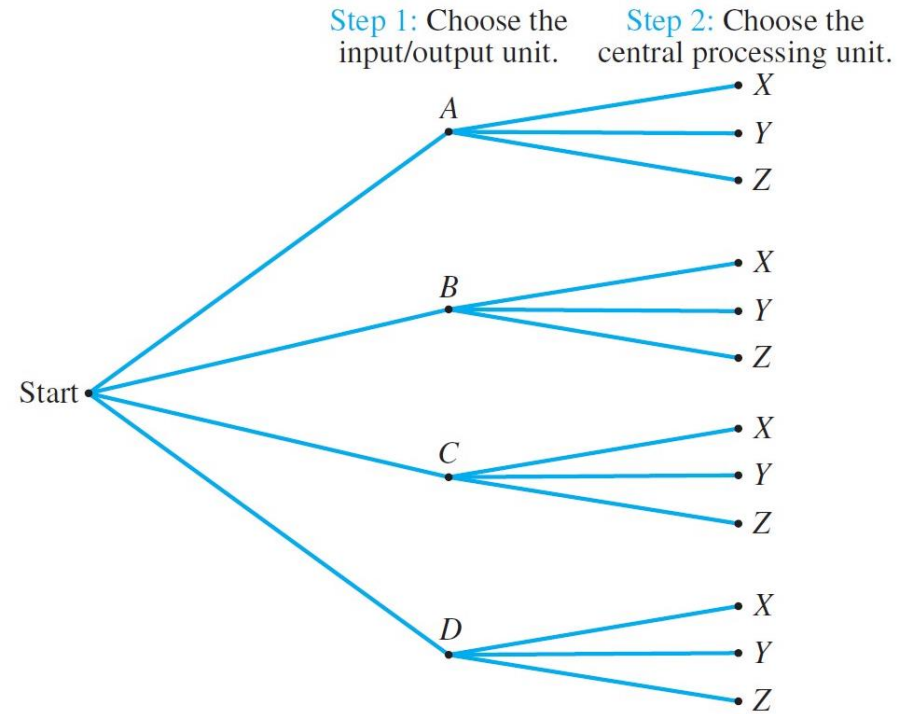 Step 1: Choose the
input/output unit.
Step 2: Choose the
central processing unit.
Start
A
X
Y
Z
B
X
Y
Z
C
X
Y
Z
D
X
Y
Z